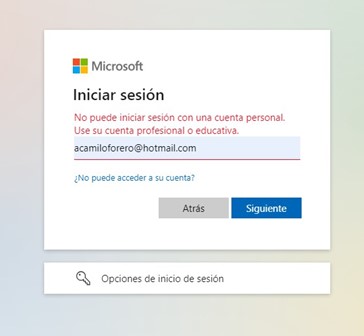 Microsoft
Iniciar sesión
No puede iniciar sesión con una cuenta personal.
Use su cuenta profesional o educativa.
acamiloforero@hotmail.com
¿No puede acceder a su cuenta?
Atrás
Siguiente
Opciones de inicio de sesión